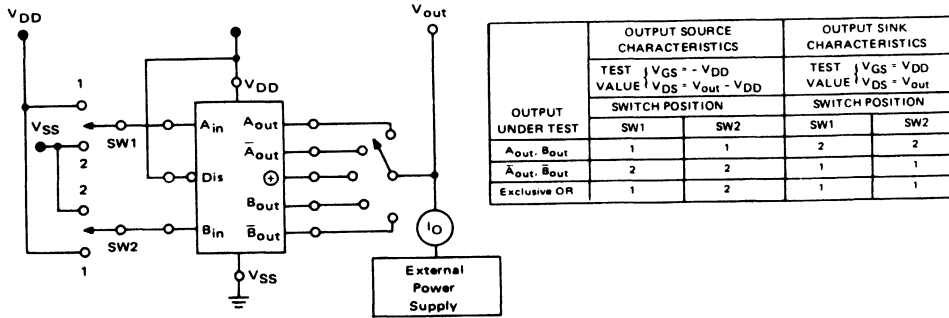 VDD
Vout
1
VDD
VSS
SW1
Ain
Aout
2
Āout
Dis
⊕
2
Bout
SW2
Bin
B̄out
1
VSS
IO
External
Power
Supply
OUTPUT
UNDER TEST
OUTPUT SOURCE
CHARACTERISTICS
OUTPUT SINK
CHARACTERISTICS
TEST VALUE { VGS = - VDD
VDS = Vout - VDD
TEST VALUE { VGS = VDD
VDS = Vout
SWITCH POSITION SWITCH POSITION
SW1 SW2 SW1 SW2
Aout, Bout 1 1 2 2
Āout, B̄out 2 2 1 1
Exclusive OR 1 2 1 1